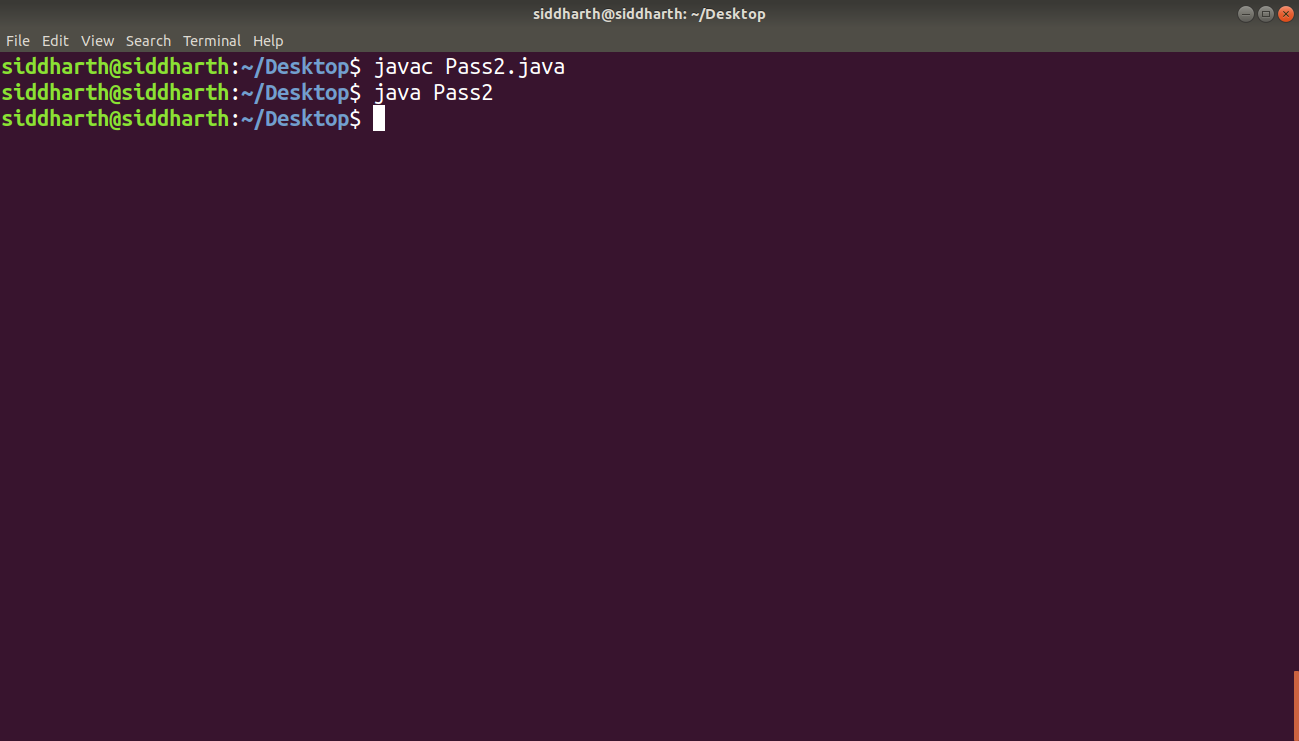 siddharth@siddharth: ~/Desktop
File Edit View Search Terminal Help
siddharth@siddharth:~/Desktop$ javac Pass2.java
siddharth@siddharth:~/Desktop$ java Pass2
siddharth@siddharth:~/Desktop$